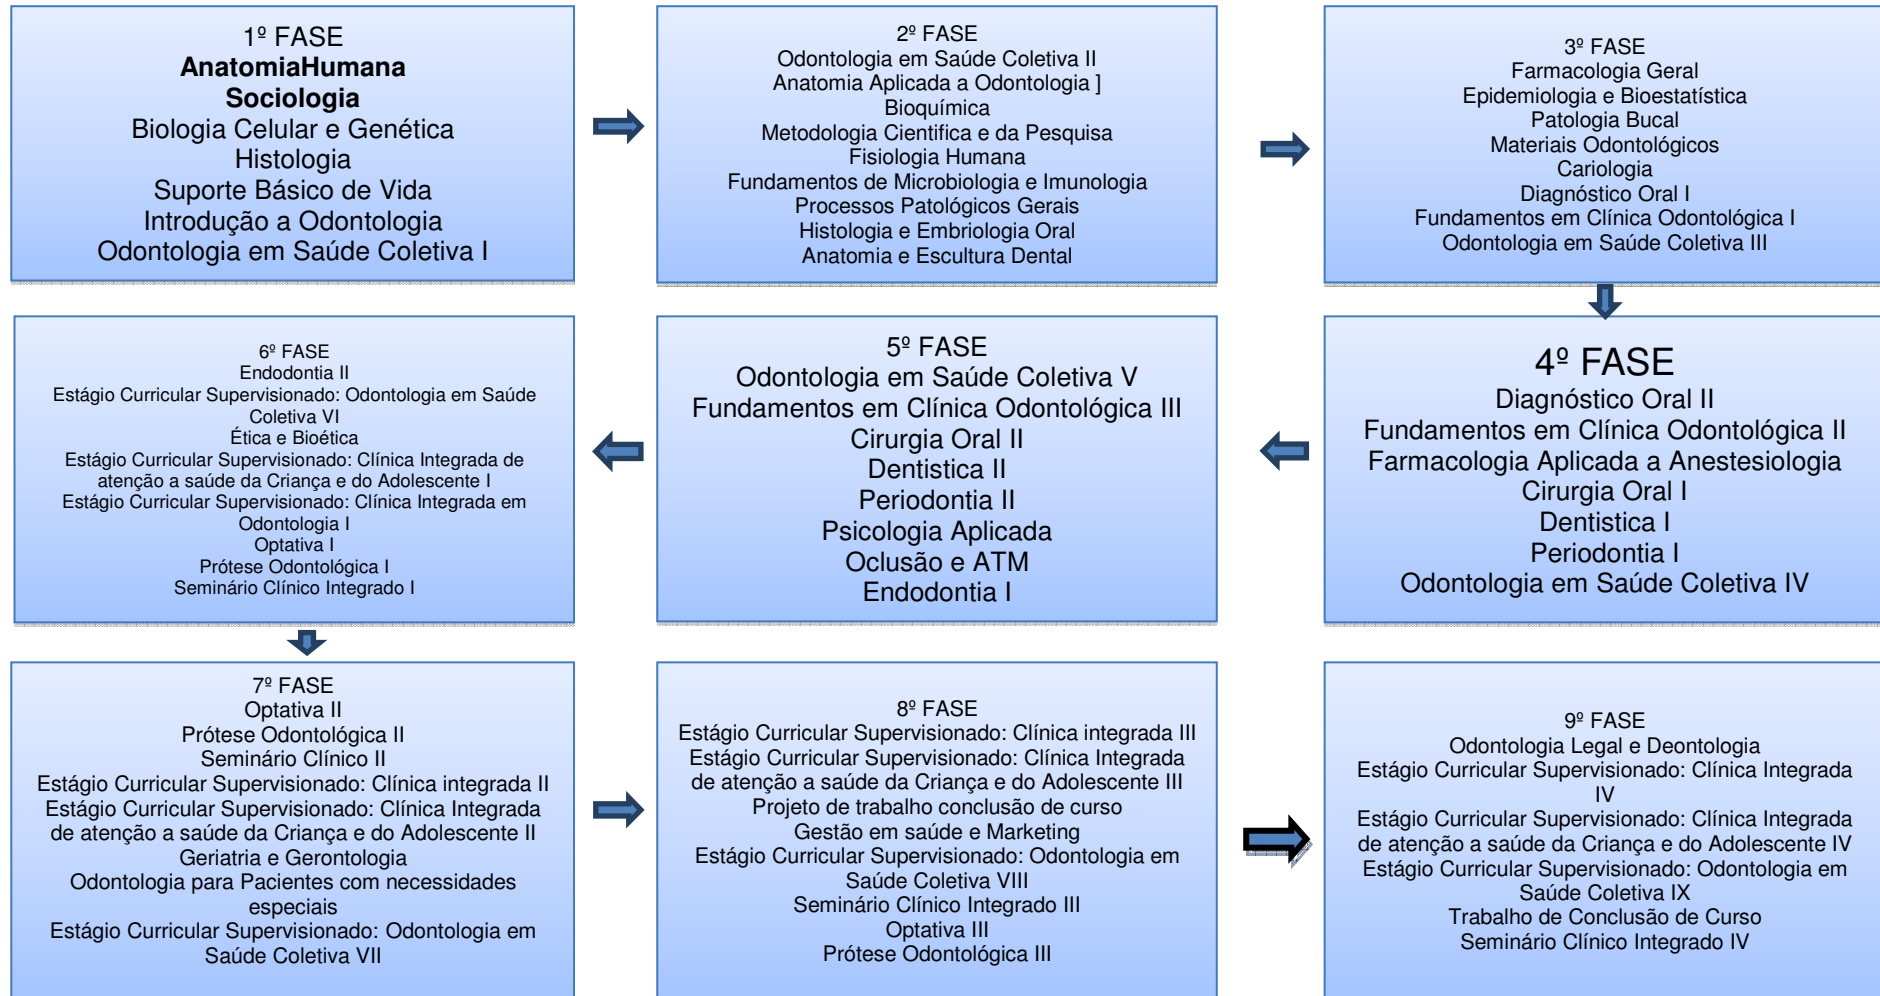 1º FASE
AnatomiaHumana
Sociologia
Biologia Celular e Genética
Histologia
Suporte Básico de Vida
Introdução a Odontologia
Odontologia em Saúde Coletiva I
2º FASE
Odontologia em Saúde Coletiva II
Anatomia Aplicada a Odontologia ]
Bioquímica
Metodologia Cientifica e da Pesquisa
Fisiologia Humana
Fundamentos de Microbiologia e Imunologia
Processos Patológicos Gerais
Histologia e Embriologia Oral
Anatomia e Escultura Dental
3º FASE
Farmacologia Geral
Epidemiologia e Bioestatística
Patologia Bucal
Materiais Odontológicos
Cariologia
Diagnóstico Oral I
Fundamentos em Clínica Odontológica I
Odontologia em Saúde Coletiva III
4º FASE
Diagnóstico Oral II
Fundamentos em Clínica Odontológica II
Farmacologia Aplicada a Anestesiologia
Cirurgia Oral I
Dentistica I
Periodontia I
Odontologia em Saúde Coletiva IV
5º FASE
Odontologia em Saúde Coletiva V
Fundamentos em Clínica Odontológica III
Cirurgia Oral II
Dentistica II
Periodontia II
Psicologia Aplicada
Oclusão e ATM
Endodontia I
6º FASE
Endodontia II
Estágio Curricular Supervisionado: Odontologia em Saúde
Coletiva VI
Ética e Bioética
Estágio Curricular Supervisionado: Clínica Integrada de
atenção a saúde da Criança e do Adolescente I
Estágio Curricular Supervisionado: Clínica Integrada em
Odontologia I
Optativa I
Prótese Odontológica I
Seminário Clínico Integrado I
7º FASE
Optativa II
Prótese Odontológica II
Seminário Clínico II
Estágio Curricular Supervisionado: Clínica integrada II
Estágio Curricular Supervisionado: Clínica Integrada
de atenção a saúde da Criança e do Adolescente II
Geriatria e Gerontologia
Odontologia para Pacientes com necessidades
especiais
Estágio Curricular Supervisionado: Odontologia em
Saúde Coletiva VII
8º FASE
Estágio Curricular Supervisionado: Clínica integrada III
Estágio Curricular Supervisionado: Clínica Integrada
de atenção a saúde da Criança e do Adolescente III
Projeto de trabalho conclusão de curso
Gestão em saúde e Marketing
Estágio Curricular Supervisionado: Odontologia em
Saúde Coletiva VIII
Seminário Clínico Integrado III
Optativa III
Prótese Odontológica III
9º FASE
Odontologia Legal e Deontologia
Estágio Curricular Supervisionado: Clínica Integrada
IV
Estágio Curricular Supervisionado: Clínica Integrada
de atenção a saúde da Criança e do Adolescente IV
Estágio Curricular Supervisionado: Odontologia em
Saúde Coletiva IX
Trabalho de Conclusão de Curso
Seminário Clínico Integrado IV